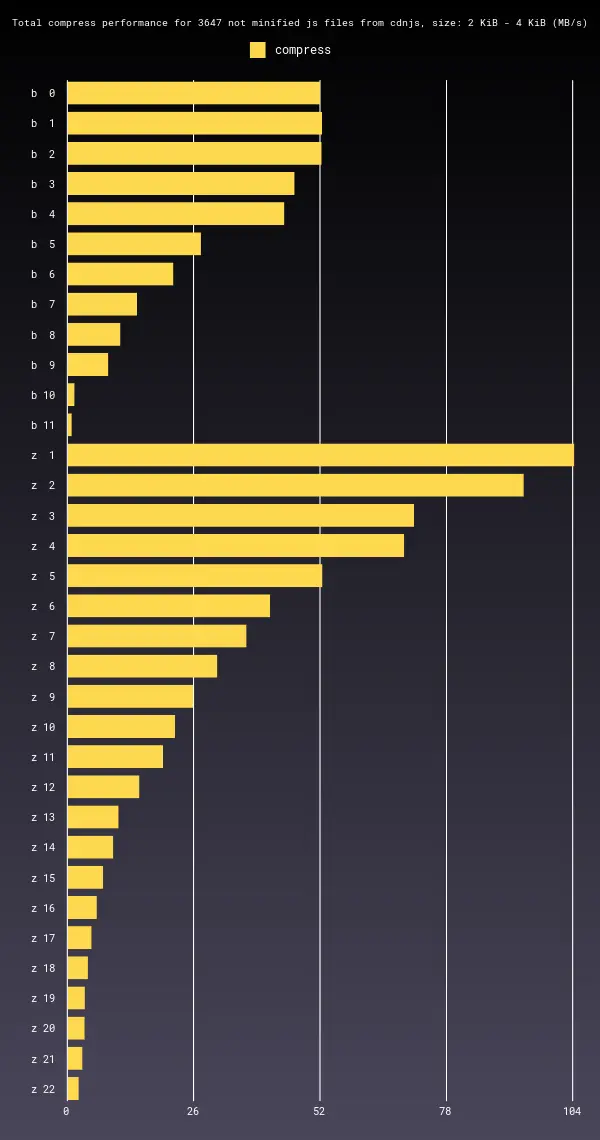 Total compress performance for 3647 not minified js files from cdnjs, size: 2 KiB - 4 KiB (MB/s)
compress
b 0
b 1
b 2
b 3
b 4
b 5
b 6
b 7
b 8
b 9
b 10
b 11
z 1
z 2
z 3
z 4
z 5
z 6
z 7
z 8
z 9
z 10
z 11
z 12
z 13
z 14
z 15
z 16
z 17
z 18
z 19
z 20
z 21
z 22
0 26 52 78 104